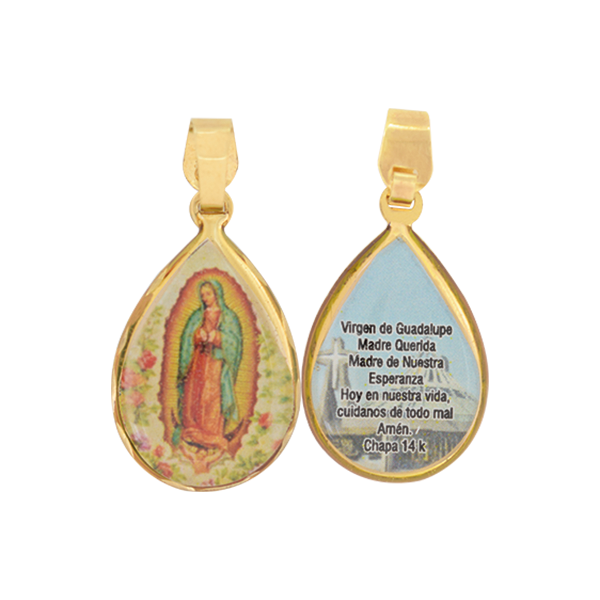 Virgen de Guadalupe
Madre Querida
Madre de Nuestra
Esperanza
Hoy en nuestra vida,
cuidanos de todo mal
Amén.
Chapa 14 k